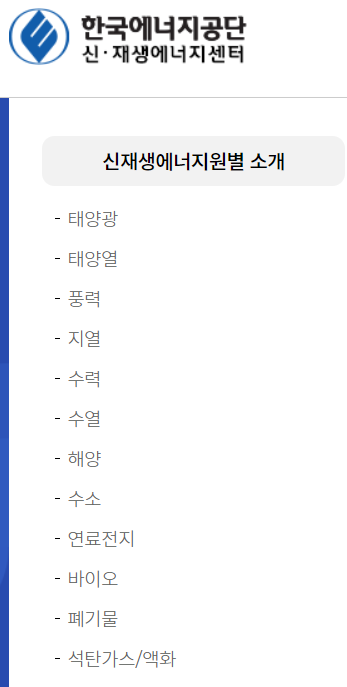 한국에너지공단
신·재생에너지센터
신재생에너지원별 소개
- 태양광
- 태양열
- 풍력
- 지열
- 수력
- 수열
- 해양
- 수소
- 연료전지
- 바이오
- 폐기물
- 석탄가스/액화